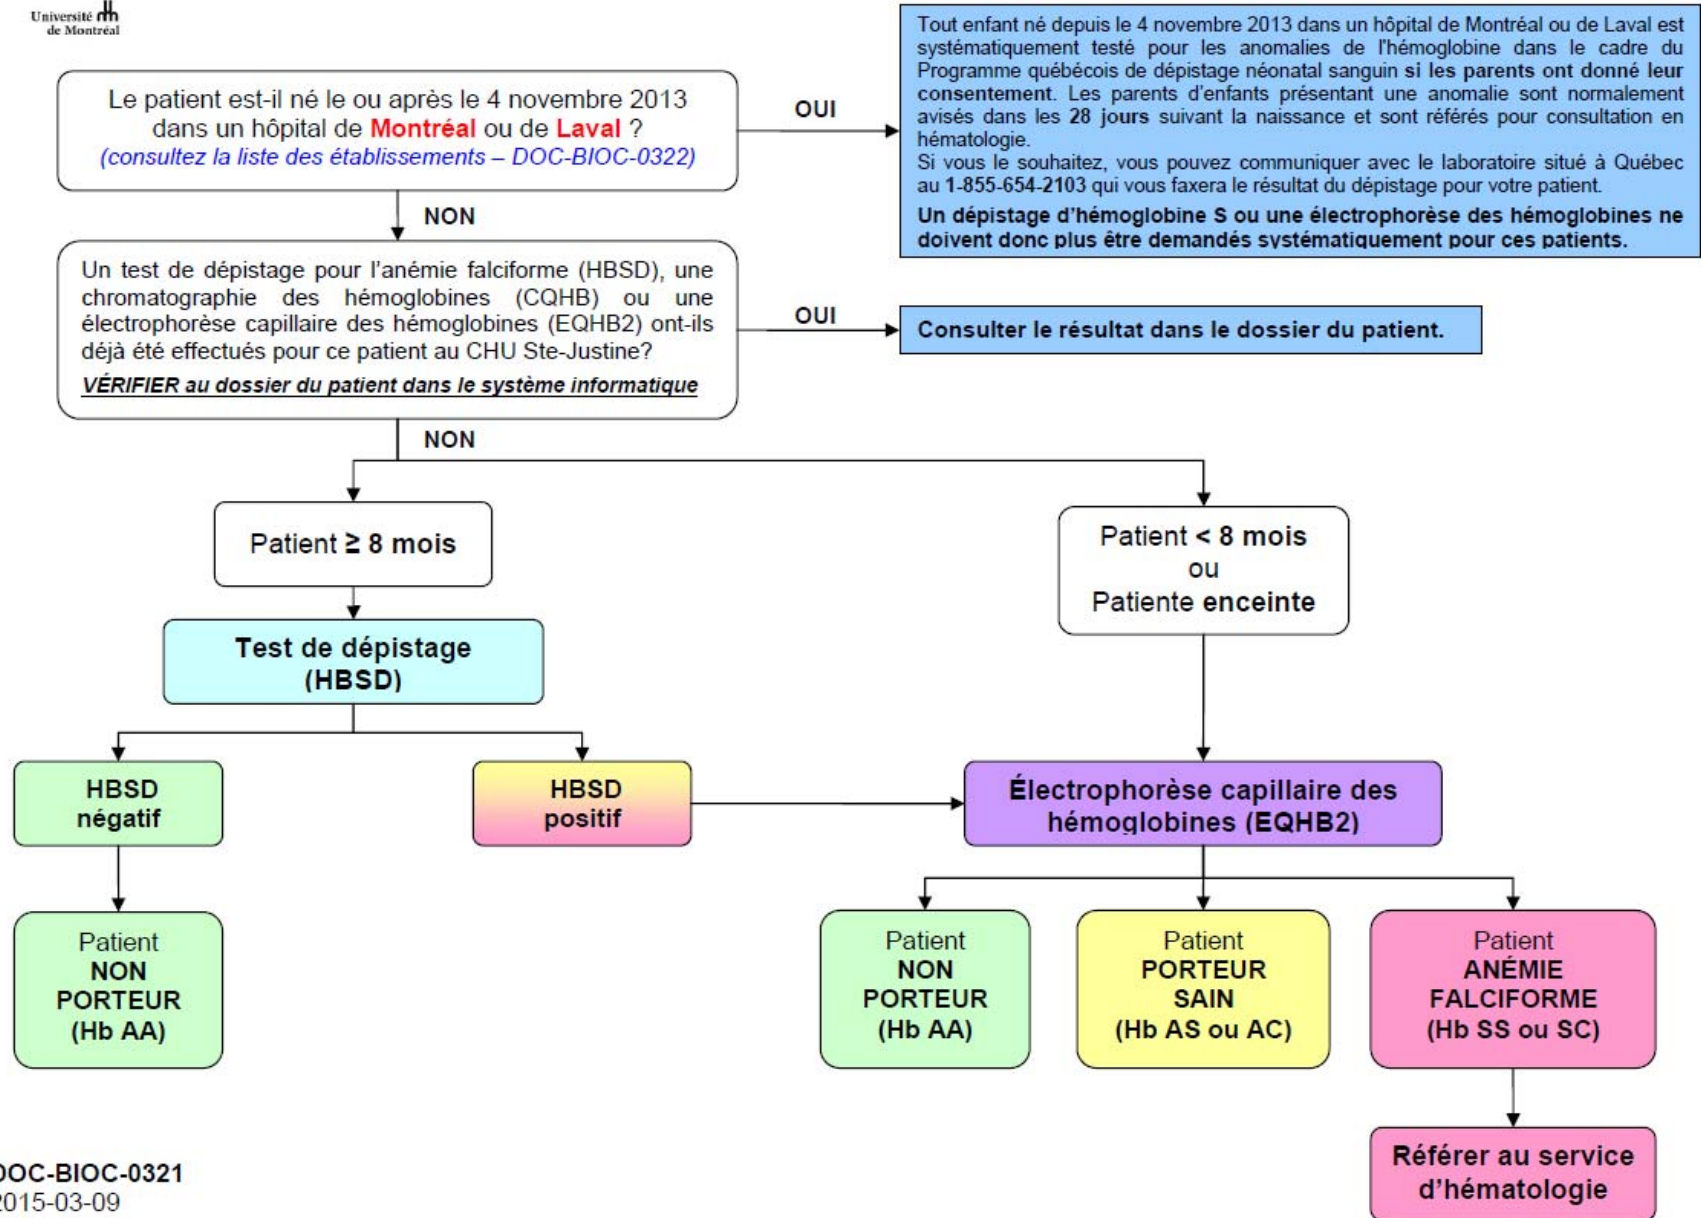 Université
de Montréal
Tout enfant né depuis le 4 novembre 2013 dans un hôpital de Montréal ou de Laval est
systématiquement testé pour les anomalies de l'hémoglobine dans le cadre du
Programme québécois de dépistage néonatal sanguin si les parents ont donné leur
consentement. Les parents d'enfants présentant une anomalie sont normalement
avisés dans les 28 jours suivant la naissance et sont référés pour consultation en
hématologie.
Si vous le souhaitez, vous pouvez communiquer avec le laboratoire situé à Québec
au 1-855-654-2103 qui vous faxera le résultat du dépistage pour votre patient.
Un dépistage d'hémoglobine S ou une électrophorèse des hémoglobines ne
doivent donc plus être demandés systématiquement pour ces patients.
Le patient est-il né le ou après le 4 novembre 2013
dans un hôpital de Montréal ou de Laval ?
(consultez la liste des établissements – DOC-BIOC-0322)
OUI
NON
Un test de dépistage pour l'anémie falciforme (HBSD), une
chromatographie des hémoglobines (CQHB) ou une
électrophorèse capillaire des hémoglobines (EQHB2) ont-ils
déjà été effectués pour ce patient au CHU Ste-Justine?
VÉRIFIER au dossier du patient dans le système informatique
OUI
Consulter le résultat dans le dossier du patient.
NON
Patient ≥ 8 mois
Patient < 8 mois
ou
Patiente enceinte
Test de dépistage
(HBSD)
HBSD
négatif
HBSD
positif
Électrophorèse capillaire des
hémoglobines (EQHB2)
Patient
NON
PORTEUR
(Hb AA)
Patient
NON
PORTEUR
(Hb AA)
Patient
PORTEUR
SAIN
(Hb AS ou AC)
Patient
ANÉMIE
FALCIFORME
(Hb SS ou SC)
Référer au service
d'hématologie
DOC-BIOC-0321
2015-03-09